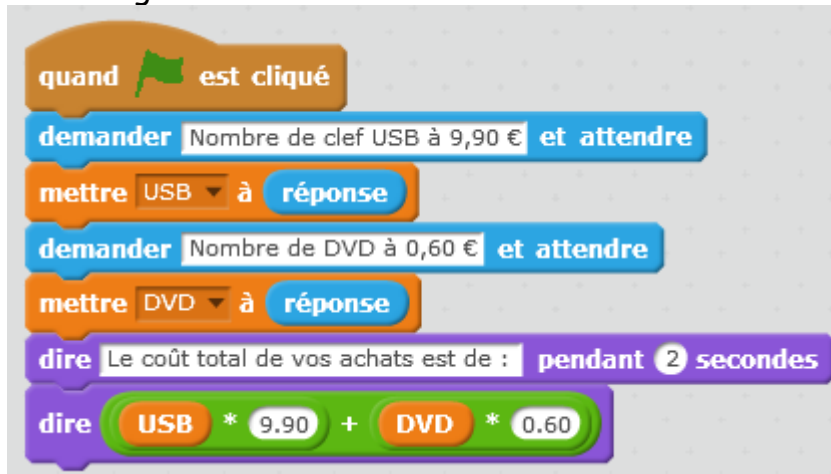 quand est cliqué
demander Nombre de clef USB à 9,90 € et attendre
mettre USB à réponse
demander Nombre de DVD à 0,60 € et attendre
mettre DVD à réponse
dire Le coût total de vos achats est de : pendant 2 secondes
dire USB * 9.90 + DVD * 0.60